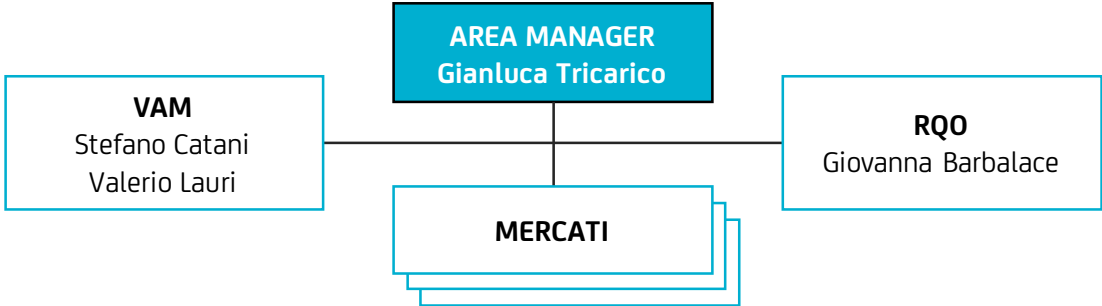 AREA MANAGER
Gianluca Tricarico
VAM
Stefano Catani
Valerio Lauri
RQO
Giovanna Barbalace
MERCATI